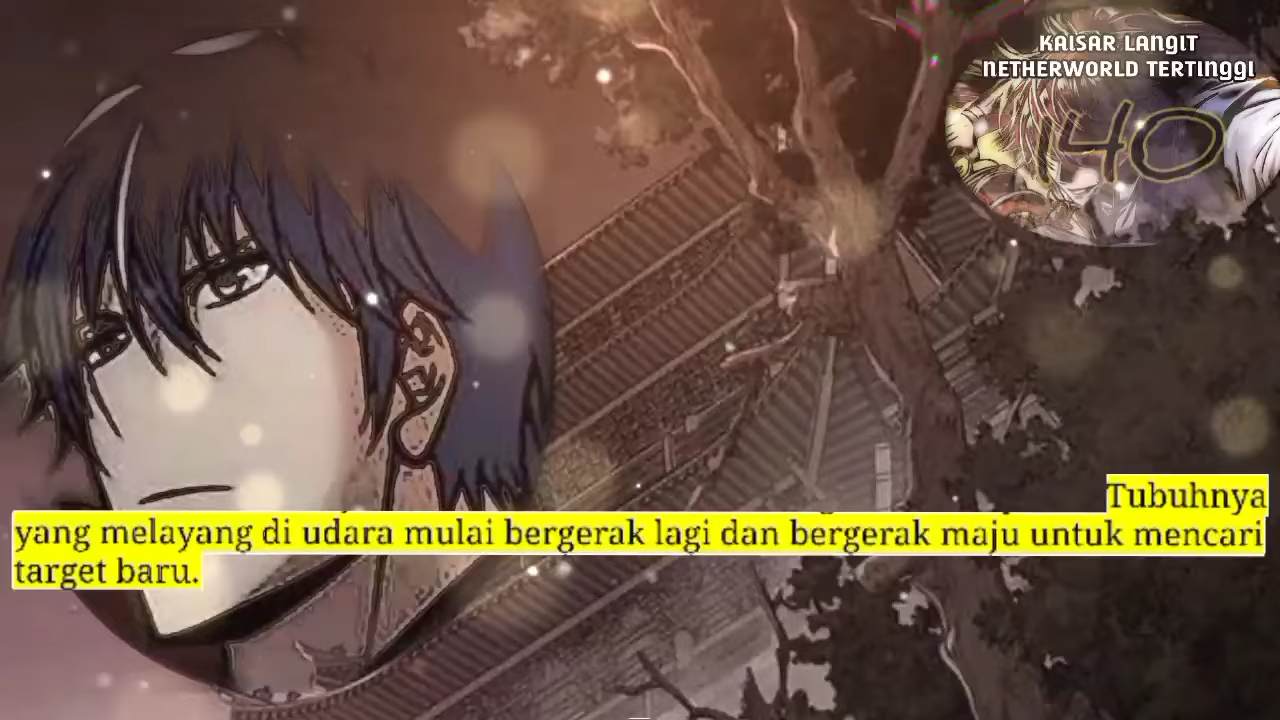 KAISAR LANGIT
NETHERWORLD TERTINGGI
140
Tubuhnya
yang melayang di udara mulai bergerak lagi dan bergerak maju untuk mencari
target baru.